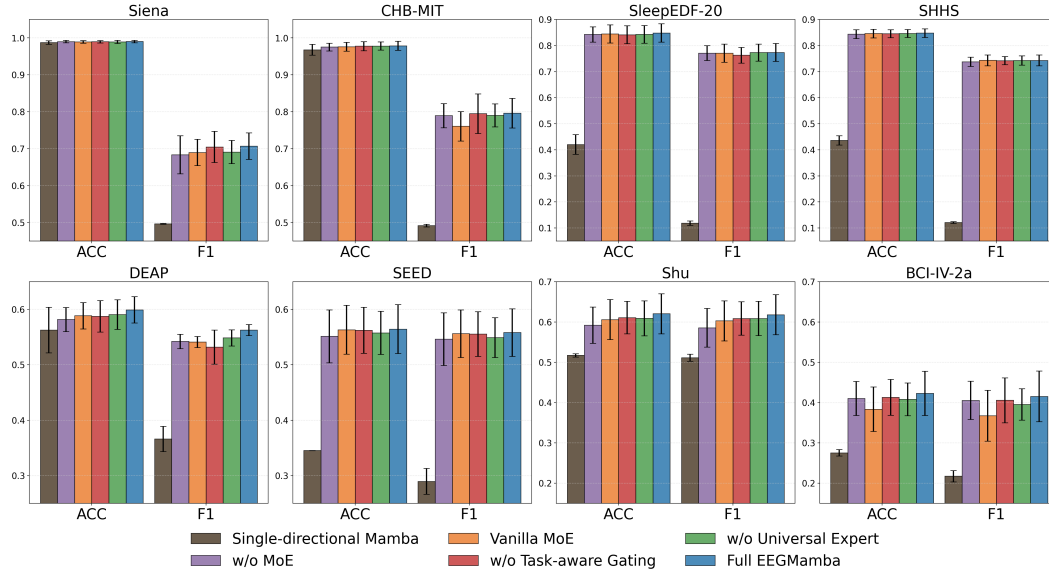 Siena
CHB-MIT
SleepEDF-20
SHHS
1.0
0.9
0.8
0.7
0.6
0.5
ACC
F1
1.0
0.9
0.8
0.7
0.6
0.5
ACC
F1
0.9
0.8
0.7
0.6
0.5
0.4
0.3
0.2
0.1
ACC
F1
0.9
0.8
0.7
0.6
0.5
0.4
0.3
0.2
0.1
ACC
F1
DEAP
SEED
Shu
BCI-IV-2a
0.6
0.5
0.4
0.3
ACC
F1
0.6
0.5
0.4
0.3
ACC
F1
0.7
0.6
0.5
0.4
0.3
0.2
ACC
F1
0.7
0.6
0.5
0.4
0.3
0.2
ACC
F1
Single-directional Mamba
Vanilla MoE
w/o Universal Expert
w/o MoE
w/o Task-aware Gating
Full EEGMamba